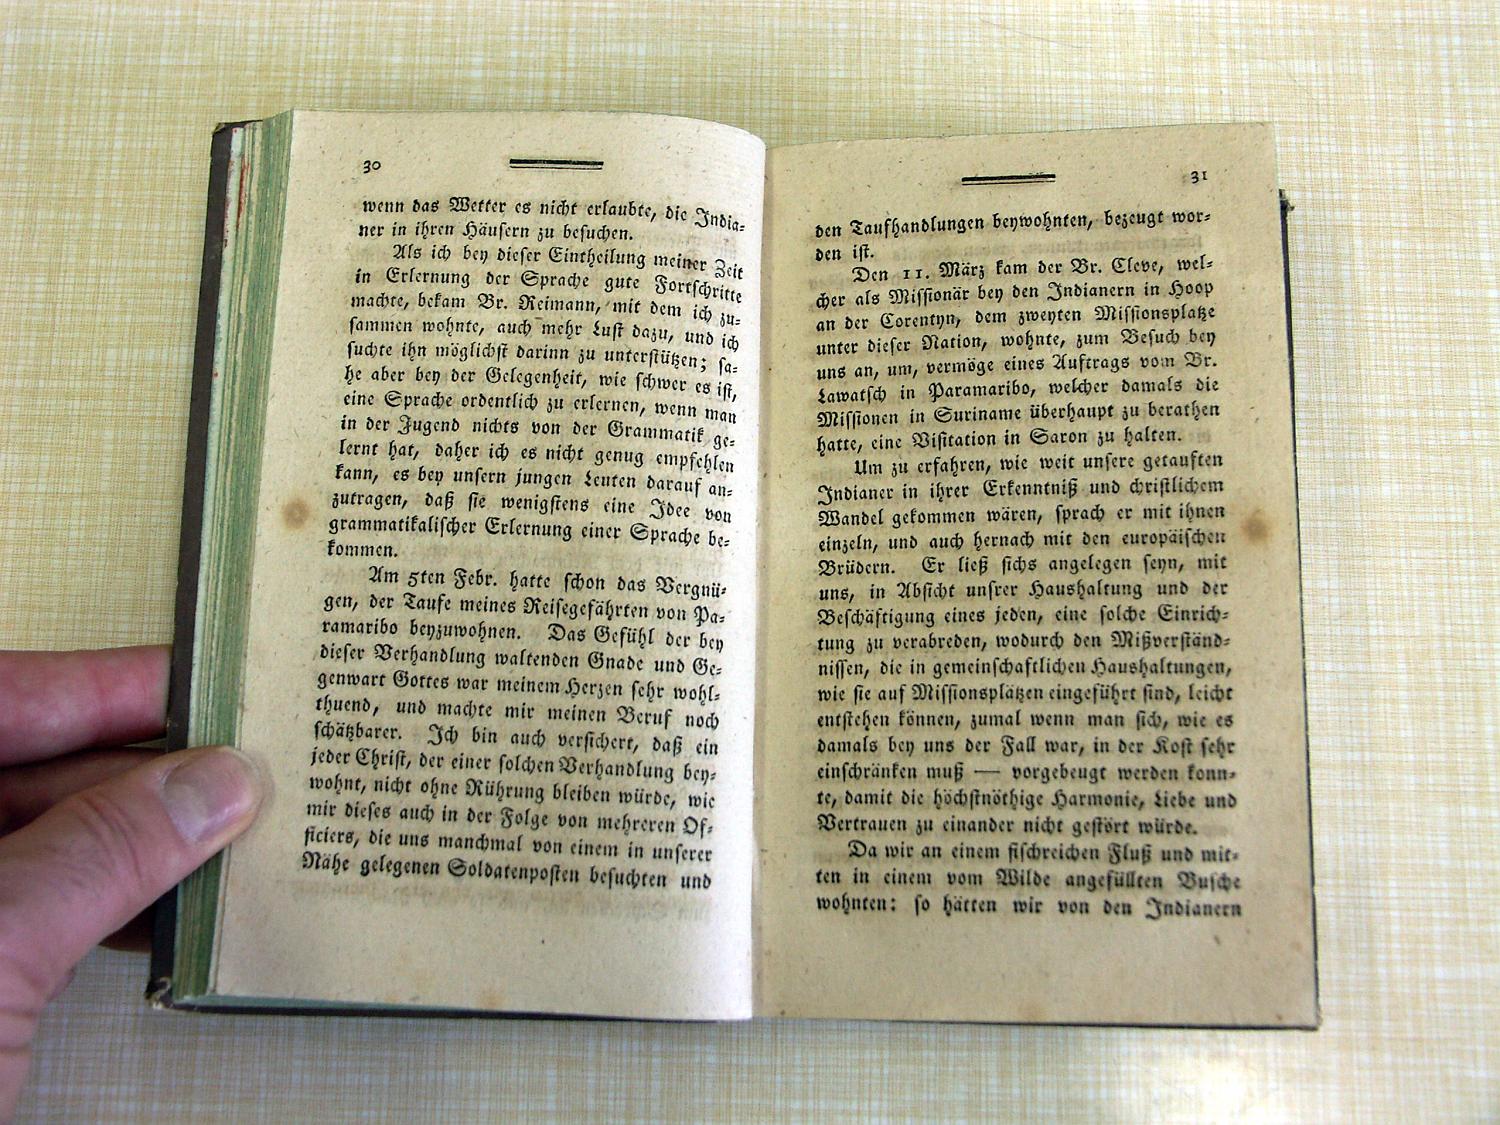 30
wenn das Wetter es nicht erlaubte, die India⸗
ner in ihren Häusern zu besuchen.
Als ich bey dieser Eintheilung meiner Zeit
in Erlernung der Sprache gute Fortschritte
machte, bekam Br. Reimann, mit dem ich zu⸗
sammen wohnte, auch mehr Lust dazu, und ich
suchte ihn möglichst darinn zu unterstützen; sa⸗
he aber bey der Gelegenheit, wie schwer es ist,
eine Sprache ordentlich zu erlernen, wenn man
in der Jugend nichts von der Grammatik ge⸗
lernt hat, daher ich es nicht genug empfehlen
kann, es bey unsern jungen Leuten darauf an⸗
zutragen, daß sie wenigstens eine Idee von
grammatikalischer Erlernung einer Sprache be⸗
kommen.
Am 5ten Febr. hatte schon das Vergnü⸗
gen, der Taufe meines Reisegefährten von Pa⸗
ramaribo beyzuwohnen. Das Gefühl der bey
dieser Verhandlung waltenden Gnade und Ge⸗
genwart Gottes war meinem Herzen sehr wohl⸗
thuend, und machte mir meinen Beruf noch
schätzbarer. Ich bin auch versichert, daß ein
jeder Christ, der einer solchen Verhandlung bey⸗
wohnt, nicht ohne Rührung bleiben würde, wie
mir dieses auch in der Folge von mehreren Of⸗
ficiers, die uns manchmal von einem in unserer
Nähe gelegenen Soldatenposten besuchten und
31
den Taufhandlungen beywohnten, bezeugt wor⸗
den ist.
Den 11. März kam der Br. Cleve, wel⸗
cher als Missionär bey den Indianern in Hoop
an der Corentyn, dem zweyten Missionsplatze
unter dieser Nation, wohnte, zum Besuch bey
uns an, um, vermöge eines Auftrags vom Br.
Lawatsch in Paramaribo, welcher damals die
Missionen in Suriname überhaupt zu berathen
hatte, eine Visitation in Saron zu halten.
Um zu erfahren, wie weit unsere getauften
Indianer in ihrer Erkenntniß und christlichem
Wandel gekommen wären, sprach er mit ihnen
einzeln, und auch hernach mit den europäischen
Brüdern. Er ließ sichs angelegen seyn, mit
uns, in Absicht unsrer Haushaltung und der
Beschäftigung eines jeden, eine solche Einrich⸗
tung zu verabreden, wodurch den Mißverständ⸗
nissen, die in gemeinschaftlichen Haushaltungen,
wie sie auf Missionsplätzen eingeführt sind, leicht
entstehen können, zumal wenn man sich, wie es
damals bey uns der Fall war, in der Kost sehr
einschränken muß — vorgebeugt werden konn⸗
te, damit die höchstnöthige Harmonie, Liebe und
Vertrauen zu einander nicht gestört würde.
Da wir an einem fischreichen Fluß und mit⸗
ten in einem vom Wilde angefüllten Busche
wohnten: so hätten wir von den Indianern